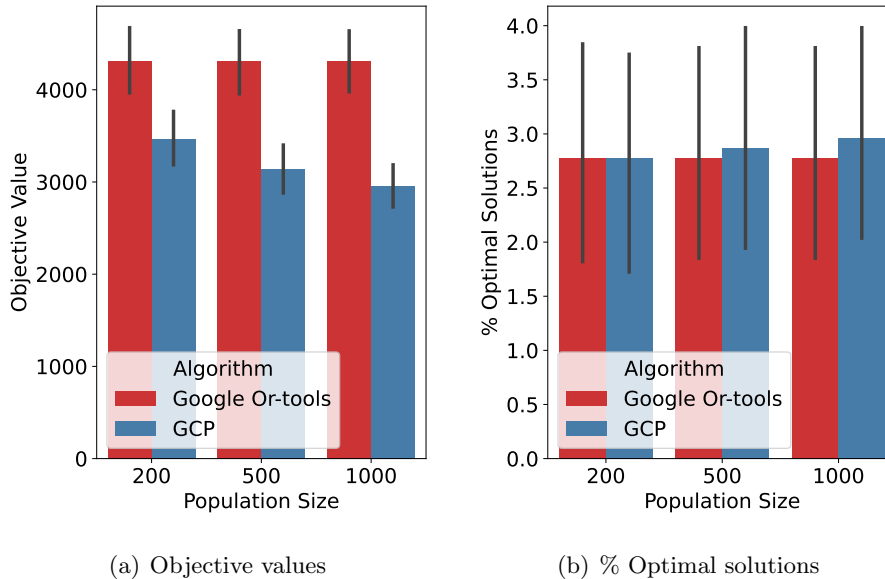 4000
3000
2000
1000
0
Objective Value
Algorithm
Google Or-tools
GCP
200 500 1000
Population Size
(a) Objective values
4.0
3.5
3.0
2.5
2.0
1.5
1.0
0.5
0.0
% Optimal Solutions
Algorithm
Google Or-tools
GCP
200 500 1000
Population Size
(b) % Optimal solutions